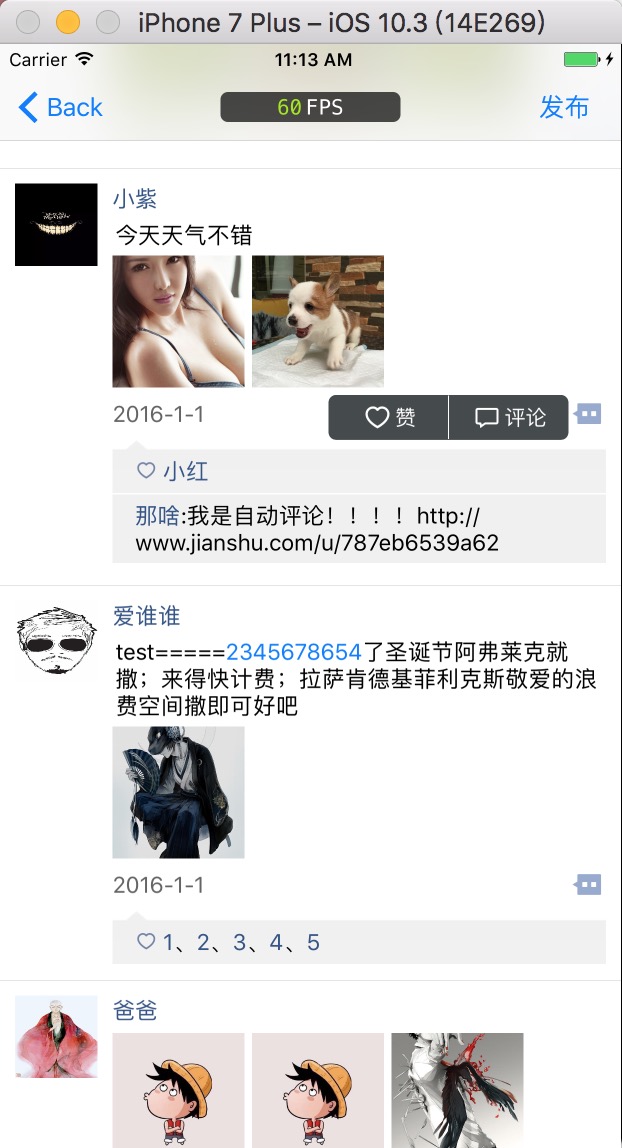 iPhone 7 Plus – iOS 10.3 (14E269)
Carrier 11:13 AM
Back 60 FPS 发布
小紫
今天天气不错
2016-1-1 赞 评论
小红
那啥:我是自动评论！！！！http://
www.jianshu.com/u/787eb6539a62
爱谁谁
test=====2345678654了圣诞节阿弗莱克就
撒；来得快计费；拉萨肯德基菲利克斯敬爱的浪
费空间撒即可好吧
2016-1-1
1、2、3、4、5
爸爸